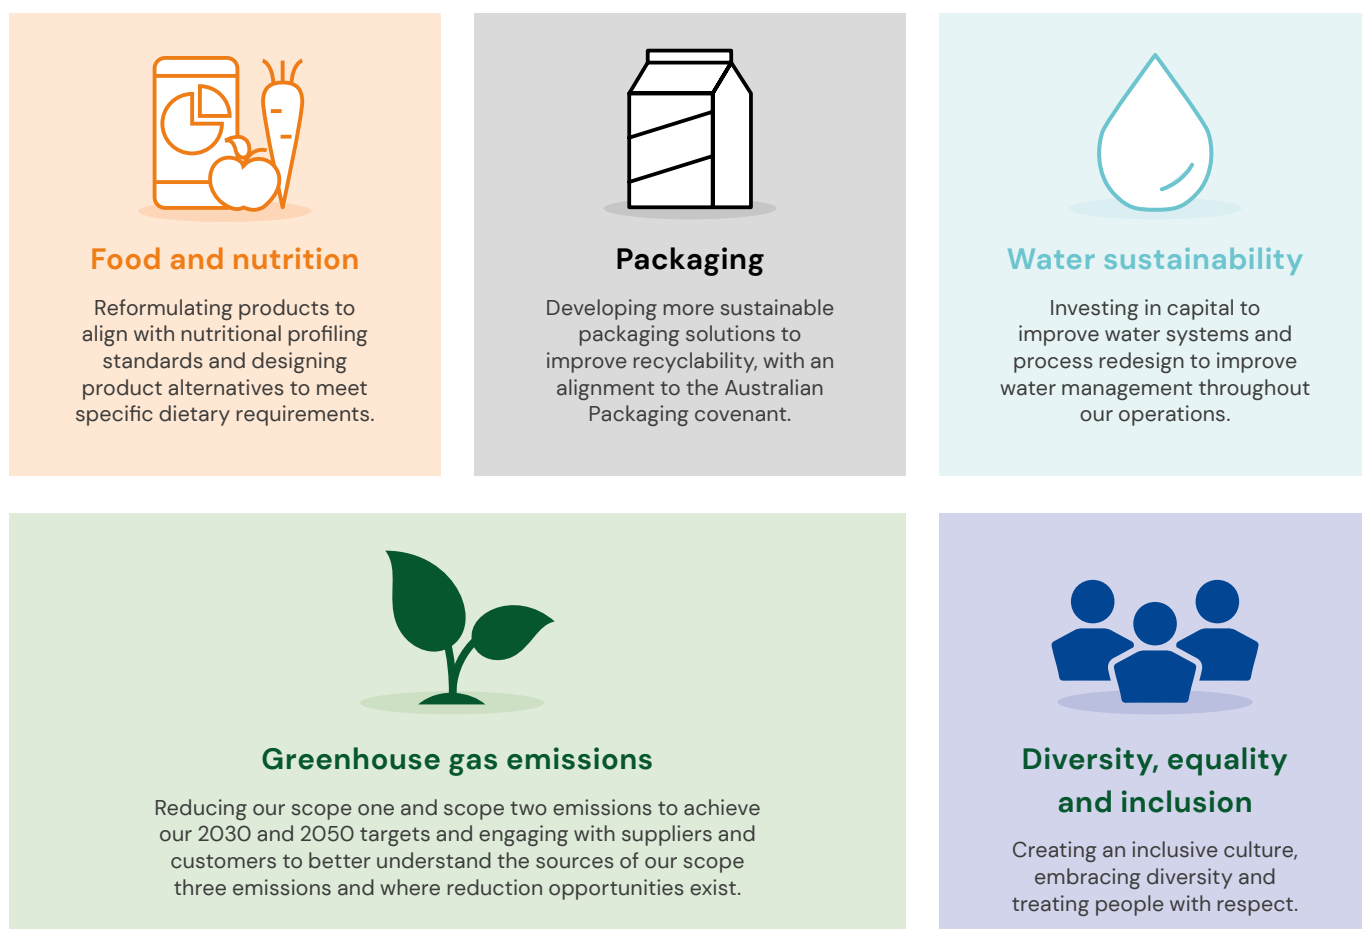 Food and nutrition
Reformulating products to
align with nutritional profiling
standards and designing
product alternatives to meet
specific dietary requirements.
Packaging
Developing more sustainable
packaging solutions to
improve recyclability, with an
alignment to the Australian
Packaging covenant.
Water sustainability
Investing in capital to
improve water systems and
process redesign to improve
water management throughout
our operations.
Greenhouse gas emissions
Reducing our scope one and scope two emissions to achieve
our 2030 and 2050 targets and engaging with suppliers and
customers to better understand the sources of our scope
three emissions and where reduction opportunities exist.
Diversity, equality
and inclusion
Creating an inclusive culture,
embracing diversity and
treating people with respect.